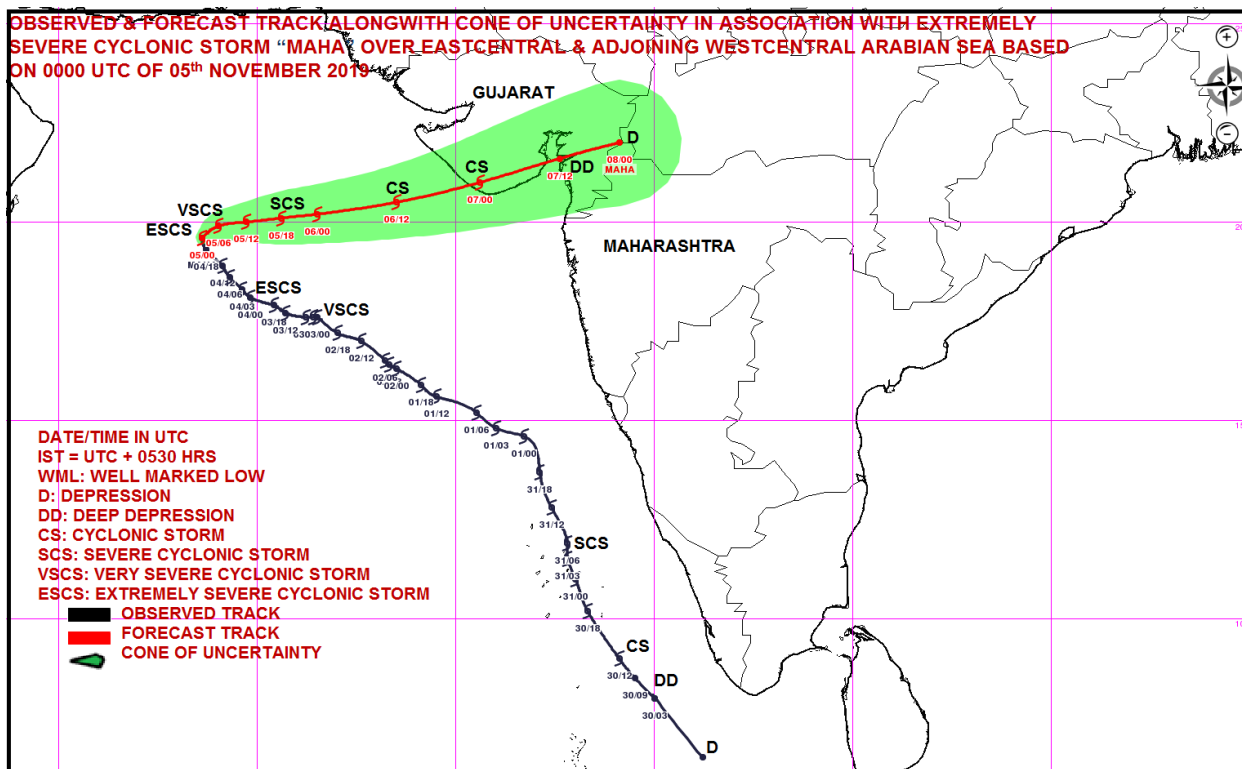 OBSERVED & FORECAST TRACK ALONGWITH CONE OF UNCERTAINTY IN ASSOCIATION WITH EXTREMELY
SEVERE CYCLONIC STORM “MAHA” OVER EASTCENTRAL & ADJOINING WESTCENTRAL ARABIAN SEA BASED
ON 0000 UTC OF 05th NOVEMBER 2019
GUJARAT
D
08/00
MAHA
DD
07/12
CS
07/00
CS
06/12
SCS
06/00
05/18
05/12
VSCS
05/06
ESCS
05/00
20
MAHARASHTRA
04/18
04/12
04/06
ESCS
04/03
04/00
03/18
03/12
VSCS
03/00
02/18
02/12
02/06
02/00
01/18
01/12
15
01/06
01/03
01/00
31/18
31/12
SCS
31/06
31/03
31/00
10
30/18
CS
30/12
DD
30/09
30/03
D
DATE/TIME IN UTC
IST = UTC + 0530 HRS
WML: WELL MARKED LOW
D: DEPRESSION
DD: DEEP DEPRESSION
CS: CYCLONIC STORM
SCS: SEVERE CYCLONIC STORM
VSCS: VERY SEVERE CYCLONIC STORM
ESCS: EXTREMELY SEVERE CYCLONIC STORM
OBSERVED TRACK
FORECAST TRACK
CONE OF UNCERTAINTY